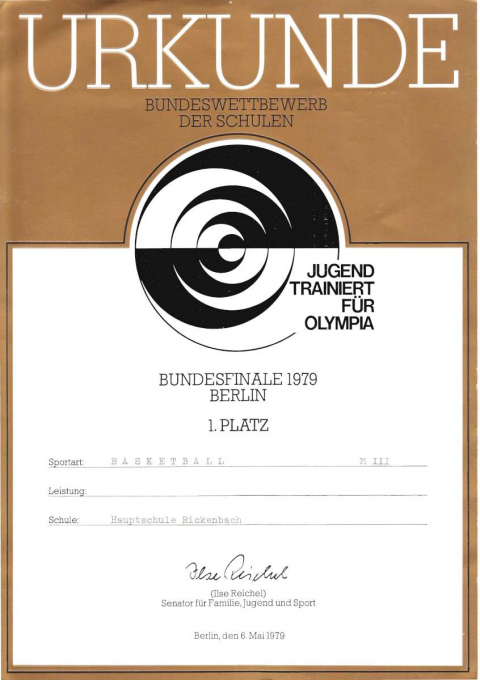 URKUNDE
BUNDESWETTBEWERB
DER SCHULEN
JUGEND
TRAINIERT
FÜR
OLYMPIA
BUNDESFINALE 1979
BERLIN
1. PLATZ
Sportart: BASKETBALL M III
Leistung:
Schule: Hauptschule Rickenbach
Ilse Reichel
(Ilse Reichel)
Senator für Familie, Jugend und Sport
Berlin, den 6. Mai 1979